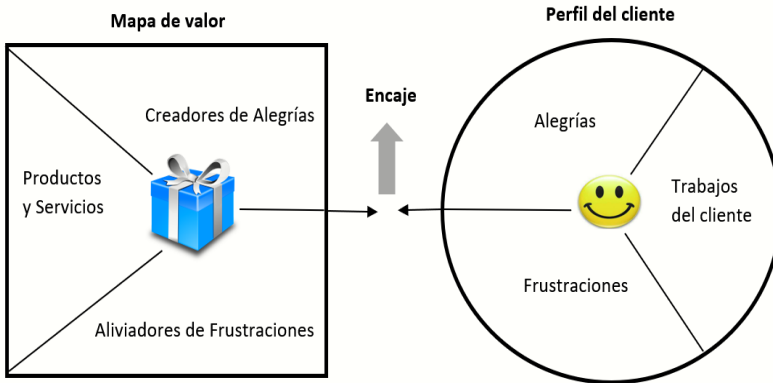 Mapa de valor
Perfil del cliente
Creadores de Alegrías
Productos
y Servicios
Aliviadores de Frustraciones
Encaje
Alegrías
Trabajos
del cliente
Frustraciones